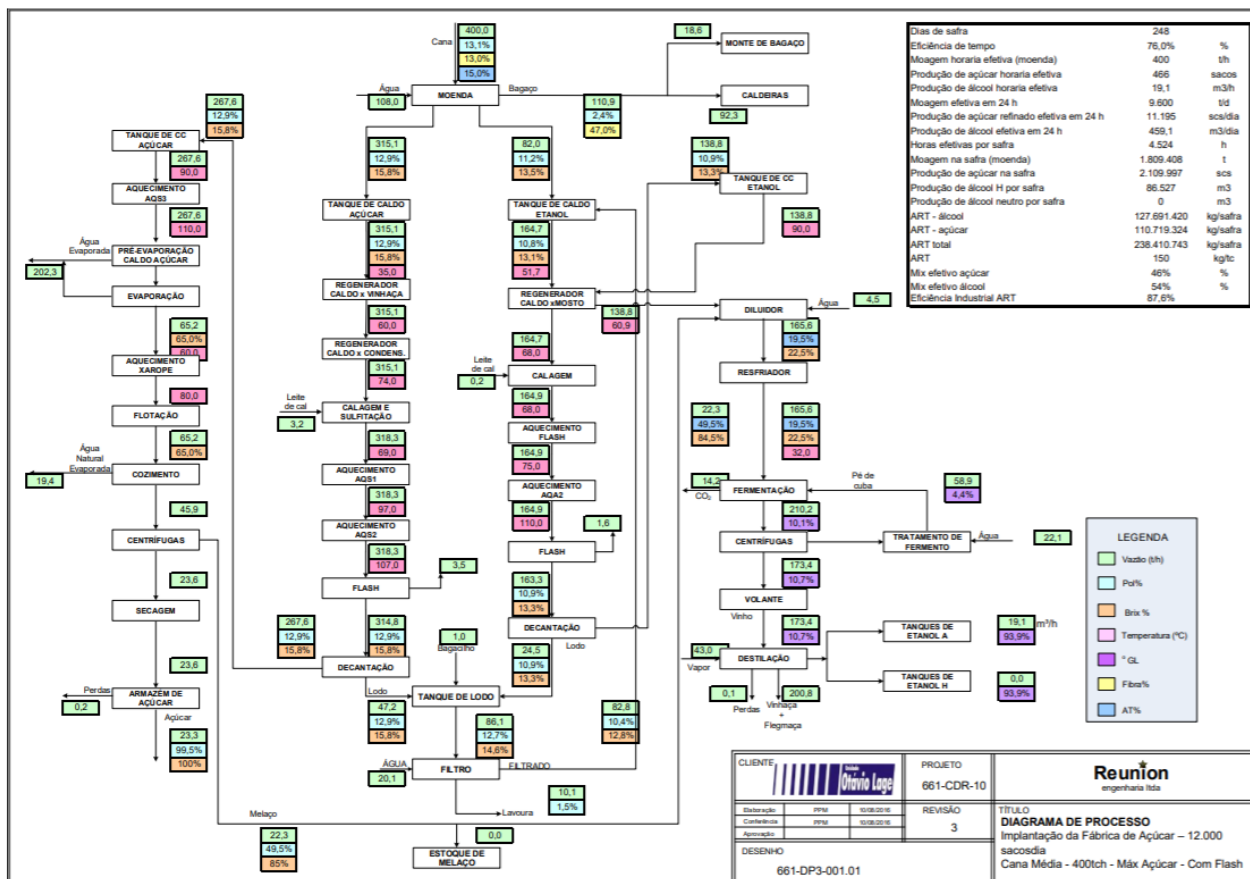 Cana
400,0
13,1%
13,0%
15,0%
18,6
MONTE DE BAGAÇO
Água
108,0
MOENDA
Bagaço
110,9
2,4%
47,0%
CALDEIRAS
92,3
267,6
12,9%
15,8%
TANQUE DE CC
AÇÚCAR
267,6
90,0
AQUECIMENTO
AQS3
267,6
110,0
Água
Evaporada
PRÉ-EVAPORAÇÃO
CALDO AÇÚCAR
202,3
EVAPORAÇÃO
65,2
65,0%
60,0
AQUECIMENTO
XAROPE
80,0
FLOTAÇÃO
65,2
65,0%
Água
Natural
Evaporada
COZIMENTO
19,4
45,9
CENTRÍFUGAS
23,6
SECAGEM
23,6
Perdas
ARMAZÉM DE
AÇÚCAR
0,2
Açúcar
23,3
99,5%
100%
315,1
12,9%
15,8%
TANQUE DE CALDO
AÇÚCAR
315,1
12,9%
15,8%
35,0
REGENERADOR
CALDO x VINHAÇA
315,1
60,0
REGENERADOR
CALDO x CONDENS.
315,1
74,0
Leite
de cal
3,2
CALAGEM E
SULFITAÇÃO
318,3
69,0
AQUECIMENTO
AQS1
318,3
97,0
AQUECIMENTO
AQS2
318,3
107,0
FLASH
3,5
267,6
12,9%
15,8%
314,8
12,9%
15,8%
DECANTAÇÃO
Lodo
47,2
12,9%
15,8%
1,0
Bagacilho
TANQUE DE LODO
86,1
12,7%
14,6%
ÁGUA
20,1
FILTRO
FILTRADO
10,1
1,5%
Lavoura
82,0
11,2%
13,5%
TANQUE DE CALDO
ETANOL
164,7
10,8%
13,1%
51,7
REGENERADOR
CALDO xMOSTO
164,7
68,0
Leite
de cal
0,2
CALAGEM
164,9
68,0
AQUECIMENTO
FLASH
164,9
75,0
AQUECIMENTO
AQA2
164,9
110,0
1,6
FLASH
163,3
10,9%
13,3%
DECANTAÇÃO
Lodo
24,5
10,9%
13,3%
82,8
10,4%
12,8%
138,8
10,9%
13,3%
TANQUE DE CC
ETANOL
138,8
90,0
138,8
60,9
DILUIDOR
Água
4,5
165,6
19,5%
22,5%
RESFRIADOR
22,3
49,5%
84,5%
165,6
19,5%
22,5%
32,0
14,2
CO₂
FERMENTAÇÃO
Pé de
cuba
58,9
4,4%
210,2
10,1%
CENTRÍFUGAS
TRATAMENTO DE
FERMENTO
Água
22,1
173,4
10,7%
VOLANTE
Vinho
173,4
10,7%
43,0
Vapor
DESTILAÇÃO
TANQUES DE
ETANOL A
19,1
m³/h
93,9%
TANQUES DE
ETANOL H
0,0
93,9%
0,1
Perdas
200,8
Vinhaça
+
Flegmaça
Melaço
22,3
49,5%
85%
0,0
ESTOQUE DE
MELAÇO
Dias de safra 248
Eficiência de tempo 76,0% %
Moagem horaria efetiva (moenda) 400 t/h
Produção de açúcar horaria efetiva 466 sacos
Produção de álcool horaria efetiva 19,1 m3/h
Moagem efetiva em 24 h 9.600 t/d
Produção de açúcar refinado efetiva em 24 h 11.195 scs/dia
Produção de álcool efetiva em 24 h 459,1 m3/dia
Horas efetivas por safra 4.524 h
Moagem na safra (moenda) 1.809.408 t
Produção de açúcar na safra 2.109.997 scs
Produção de álcool H por safra 86.527 m3
Produção de álcool neutro por safra 0 m3
ART - álcool 127.691.420 kg/safra
ART - açúcar 110.719.324 kg/safra
ART total 238.410.743 kg/safra
ART 150 kg/tc
Mix efetivo açúcar 46% %
Mix efetivo álcool 54% %
Eficiência Industrial ART 87,6%
LEGENDA
Vazão (t/h)
Pol%
Brix %
Temperatura (ºC)
° GL
Fibra%
AT%
CLIENTE
Otávio Lage
PROJETO
661-CDR-10
Reunion
engenharia ltda
Elaboração PPM 10/08/2016
Conferência PPM 10/08/2016
Aprovação
REVISÃO
3
DESENHO
661-DP3-001.01
TÍTULO
DIAGRAMA DE PROCESSO
Implantação da Fábrica de Açúcar – 12.000
sacosdia
Cana Média - 400tch - Máx Açúcar - Com Flash